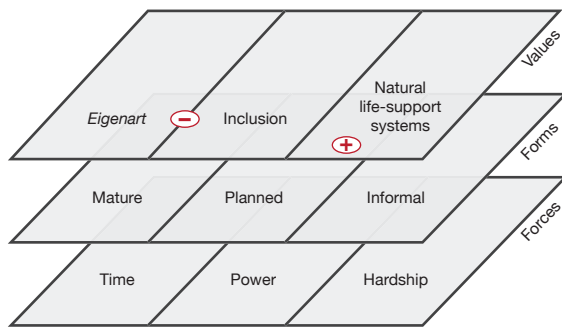 Values
Eigenart
−
Inclusion
Natural
life-support
systems
+
Forms
Mature
Planned
Informal
Forces
Time
Power
Hardship